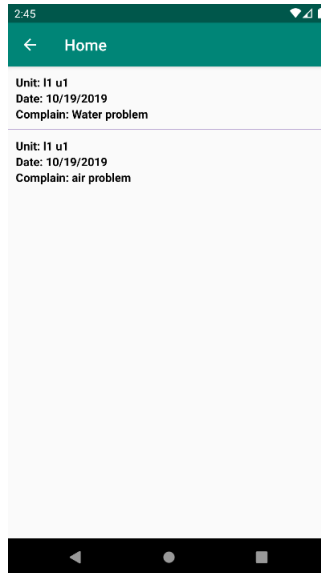 2:45
Home
Unit: l1 u1
Date: 10/19/2019
Complain: Water problem
Unit: l1 u1
Date: 10/19/2019
Complain: air problem